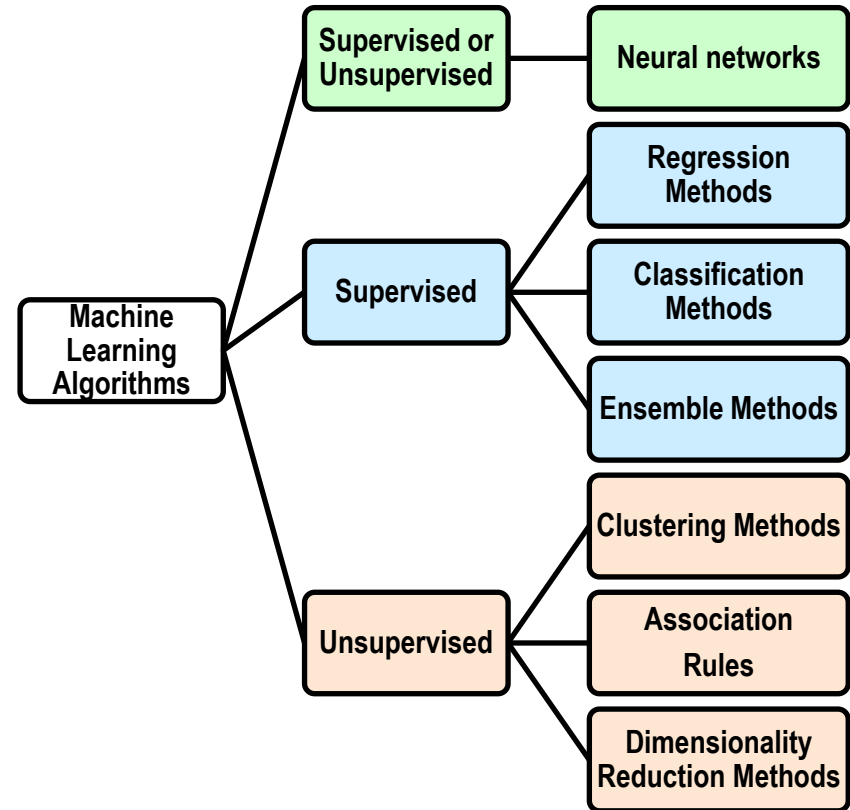 Supervised or
Unsupervised
Neural networks
Regression
Methods
Supervised
Classification
Methods
Machine
Learning
Algorithms
Ensemble Methods
Clustering Methods
Unsupervised
Association
Rules
Dimensionality
Reduction Methods